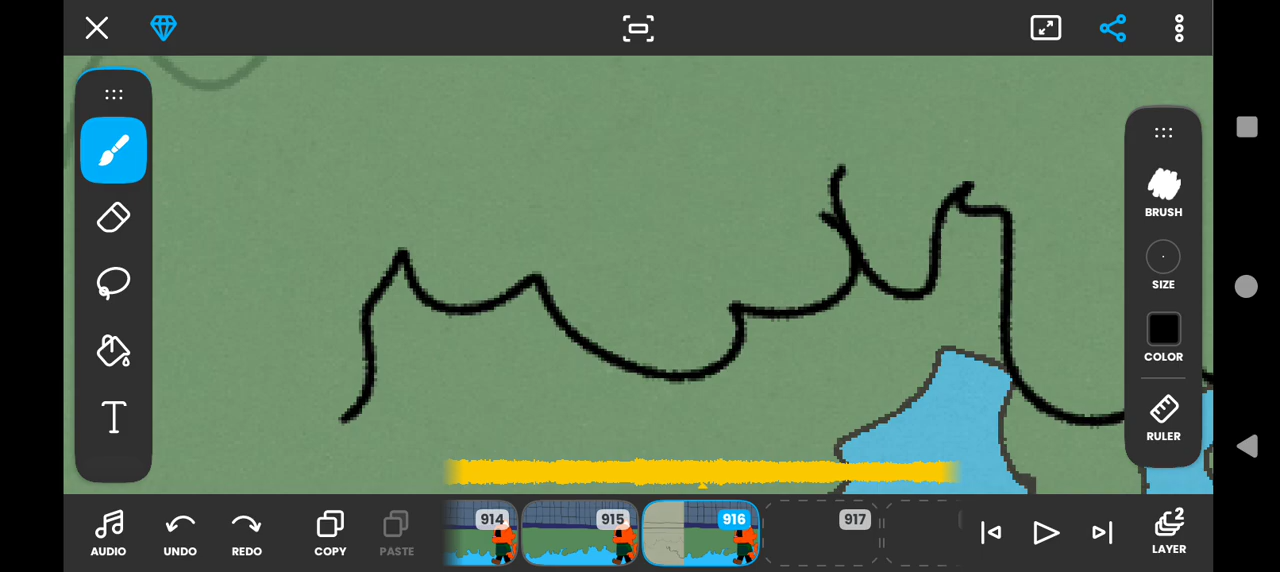 BRUSH
SIZE
COLOR
RULER
T
914 915 916 917
AUDIO UNDO REDO COPY PASTE 2 LAYER